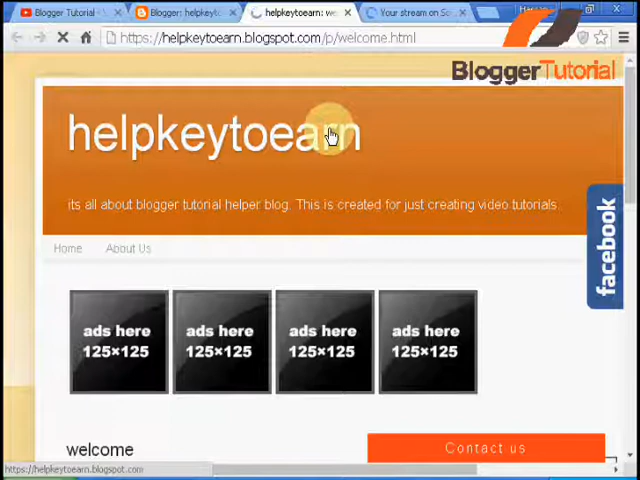 Blogger Tutorial - 
Blogger: helpkeyto
helpkeytoearn: we
Your stream on So
https://helpkeytoearn.blogspot.com/p/welcome.html
BloggerTutorial
helpkeytoearn
its all about blogger tutorial helper blog. This is created for just creating video tutorials.
Home About Us
facebook
ads here ads here ads here ads here
125×125 125×125 125×125 125×125
welcome
Contact us
https://helpkeytoearn.blogspot.com